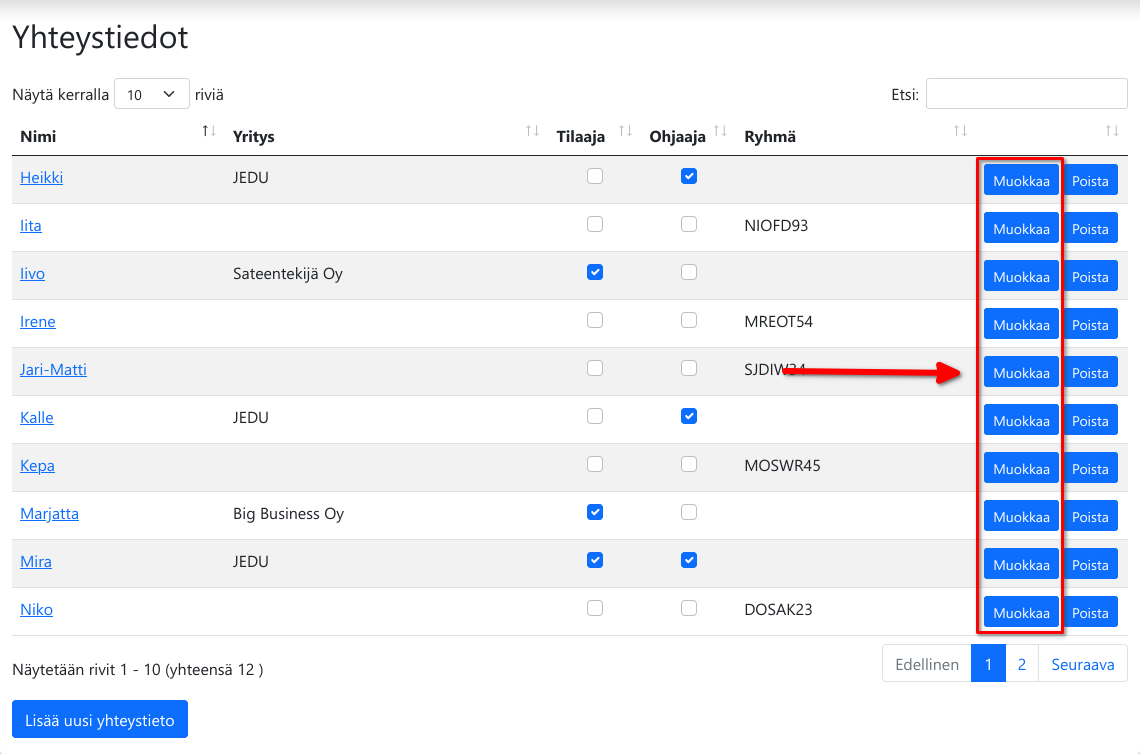 Yhteystiedot
Näytä kerralla 10 riviä Etsi:
Nimi Yritys Tilaaja Ohjaaja Ryhmä
Heikki JEDU Muokkaa Poista
Iita NIOFD93 Muokkaa Poista
Iivo Sateentekijä Oy Muokkaa Poista
Irene MREOT54 Muokkaa Poista
Jari-Matti SJDIW34 Muokkaa Poista
Kalle JEDU Muokkaa Poista
Kepa MOSWR45 Muokkaa Poista
Marjatta Big Business Oy Muokkaa Poista
Mira JEDU Muokkaa Poista
Niko DOSAK23 Muokkaa Poista
Näytetään rivit 1 - 10 (yhteensä 12 ) Edellinen 1 2 Seuraava
Lisää uusi yhteystieto